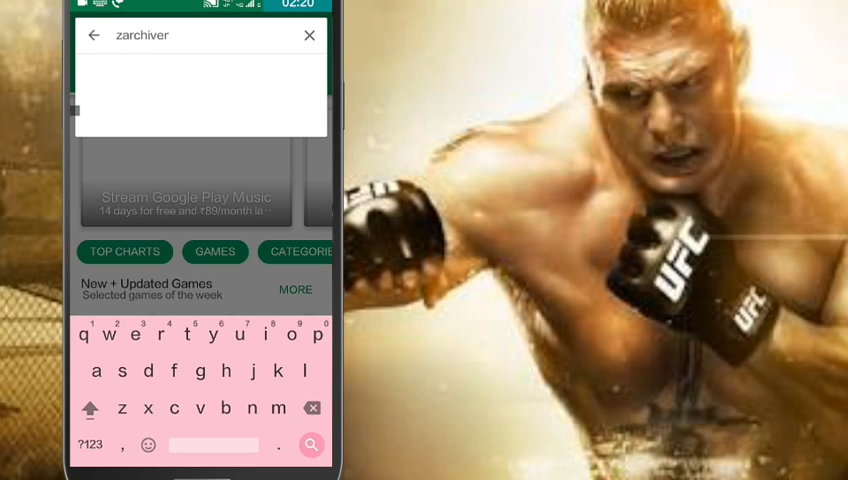 02:20
zarchiver
Stream Google Play Music
14 days for free and ₹89/month la··
TOP CHARTS GAMES CATEGORIE
New + Updated Games
Selected games of the week
MORE
1 2 3 4 5 6 7 8 9 0
q w e r t y u i o p
a s d f g h j k l
z x c v b n m
?123 , .
UFC
UFC